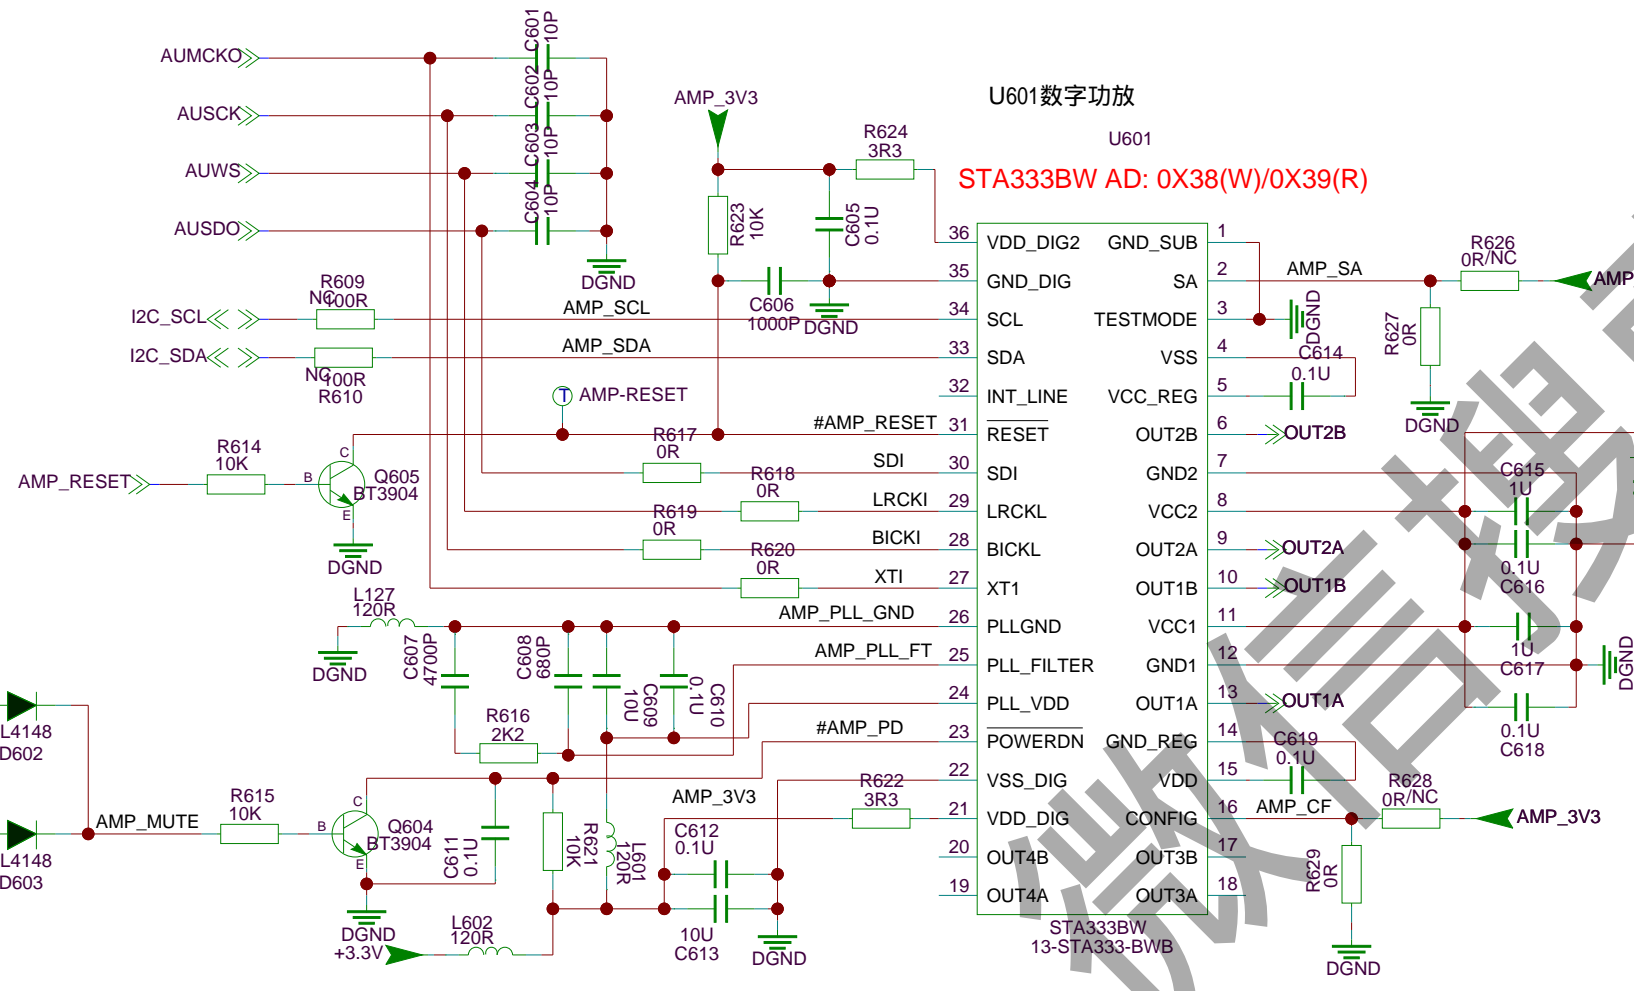 AUMCKO
AUSCK
AUWS
AUSDO
C601
10P
C602
10P
C603
10P
C604
10P
DGND
I2C_SCL
R609
NC
100R
AMP_SCL
I2C_SDA
NC
100R
R610
AMP_SDA
AMP_3V3
R623
10K
C605
0.1U
R624
3R3
C606
1000P
DGND
U601数字功放
U601
STA333BW AD: 0X38(W)/0X39(R)
T AMP-RESET
#AMP_RESET
AMP_RESET
R614
10K
B
C
E
Q605
BT3904
DGND
R617
0R
SDI
R618
0R
LRCKI
R619
0R
BICKI
R620
0R
XTI
L127
120R
DGND
AMP_PLL_GND
AMP_PLL_FT
C607
4700P
C608
680P
C609
10U
C610
0.1U
R616
2K2
#AMP_PD
L4148
D602
L4148
D603
AMP_MUTE
R615
10K
B
C
E
Q604
BT3904
DGND
C611
0.1U
R621
10K
L601
120R
AMP_3V3
R622
3R3
C612
0.1U
10U
C613
DGND
+3.3V
L602
120R
36 VDD_DIG2
35 GND_DIG
34 SCL
33 SDA
32 INT_LINE
31 RESET
30 SDI
29 LRCKL
28 BICKL
27 XT1
26 PLLGND
25 PLL_FILTER
24 PLL_VDD
23 POWERDN
22 VSS_DIG
21 VDD_DIG
20 OUT4B
19 OUT4A
GND_SUB 1
SA 2
TESTMODE 3
VSS 4
VCC_REG 5
OUT2B 6
GND2 7
VCC2 8
OUT2A 9
OUT1B 10
VCC1 11
GND1 12
OUT1A 13
GND_REG 14
VDD 15
CONFIG 16
OUT3B 17
OUT3A 18
STA333BW
13-STA333-BWB
AMP_SA
R626
0R/NC
AMP
R627
0R
DGND
DGND
C614
0.1U
OUT2B
OUT2A
OUT1B
OUT1A
C615
1U
0.1U
C616
1U
C617
0.1U
C618
DGND
C619
0.1U
AMP_CF
R628
0R/NC
AMP_3V3
R629
0R
DGND
微信搜